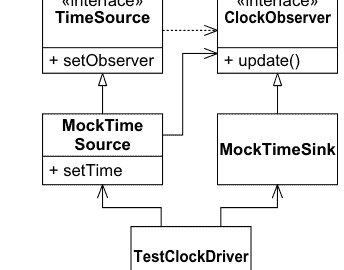 «interface»
TimeSource
+ setObserver
«interface»
ClockObserver
+ update()
MockTime
Source
+ setTime
MockTimeSink
TestClockDriver